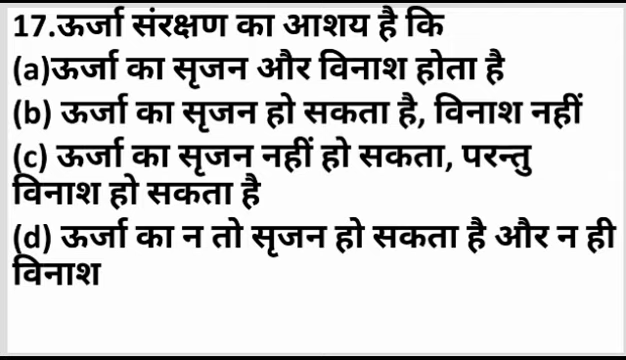 17.ऊर्जा संरक्षण का आशय है कि
(a)ऊर्जा का सृजन और विनाश होता है
(b) ऊर्जा का सृजन हो सकता है, विनाश नहीं
(c) ऊर्जा का सृजन नहीं हो सकता, परन्तु
विनाश हो सकता है
(d) ऊर्जा का न तो सृजन हो सकता है और न ही
विनाश